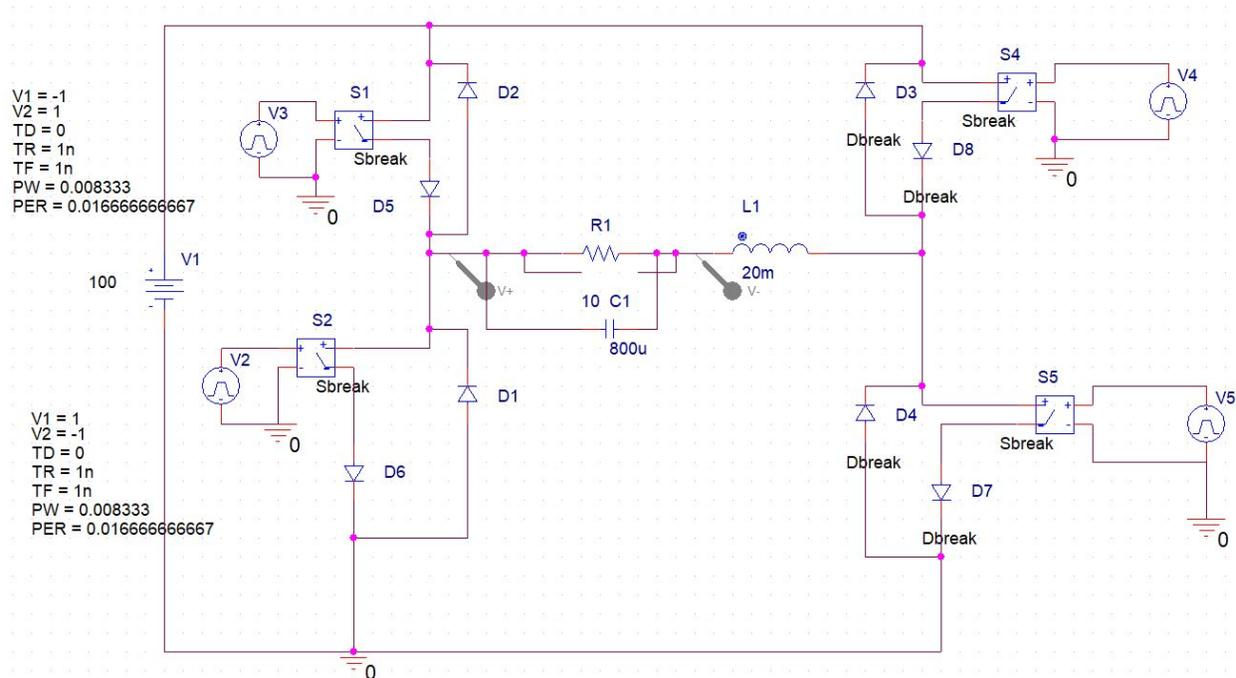 S4
V4
V1 = -1
V2 = 1
TD = 0
TR = 1n
TF = 1n
PW = 0.008333
PER = 0.016666666667
V3
S1
+
+
-
Sbreak
0
D2
D5
D3
Dbreak
+
+
-
Sbreak
D8
Dbreak
0
R1
L1
20m
V+
V-
10
C1
800u
100
V1
+
-
S2
V2
+
+
-
Sbreak
0
D1
D6
V1 = 1
V2 = -1
TD = 0
TR = 1n
TF = 1n
PW = 0.008333
PER = 0.016666666667
S5
V5
D4
Dbreak
+
+
-
Sbreak
D7
Dbreak
0
0